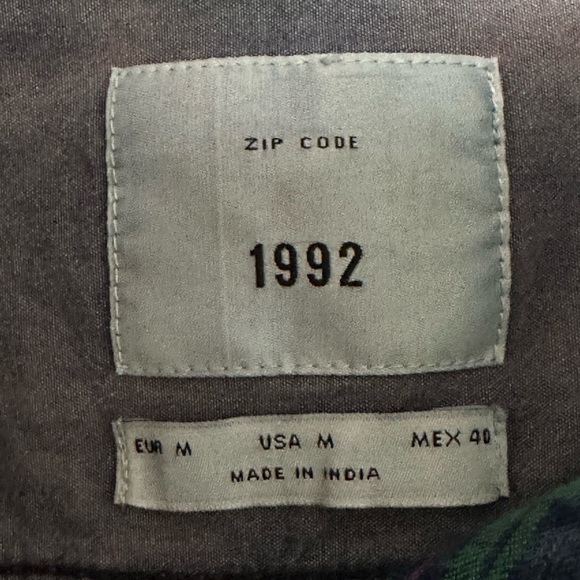 ZIP CODE
1992
EUR M USA M MEX 40
MADE IN INDIA